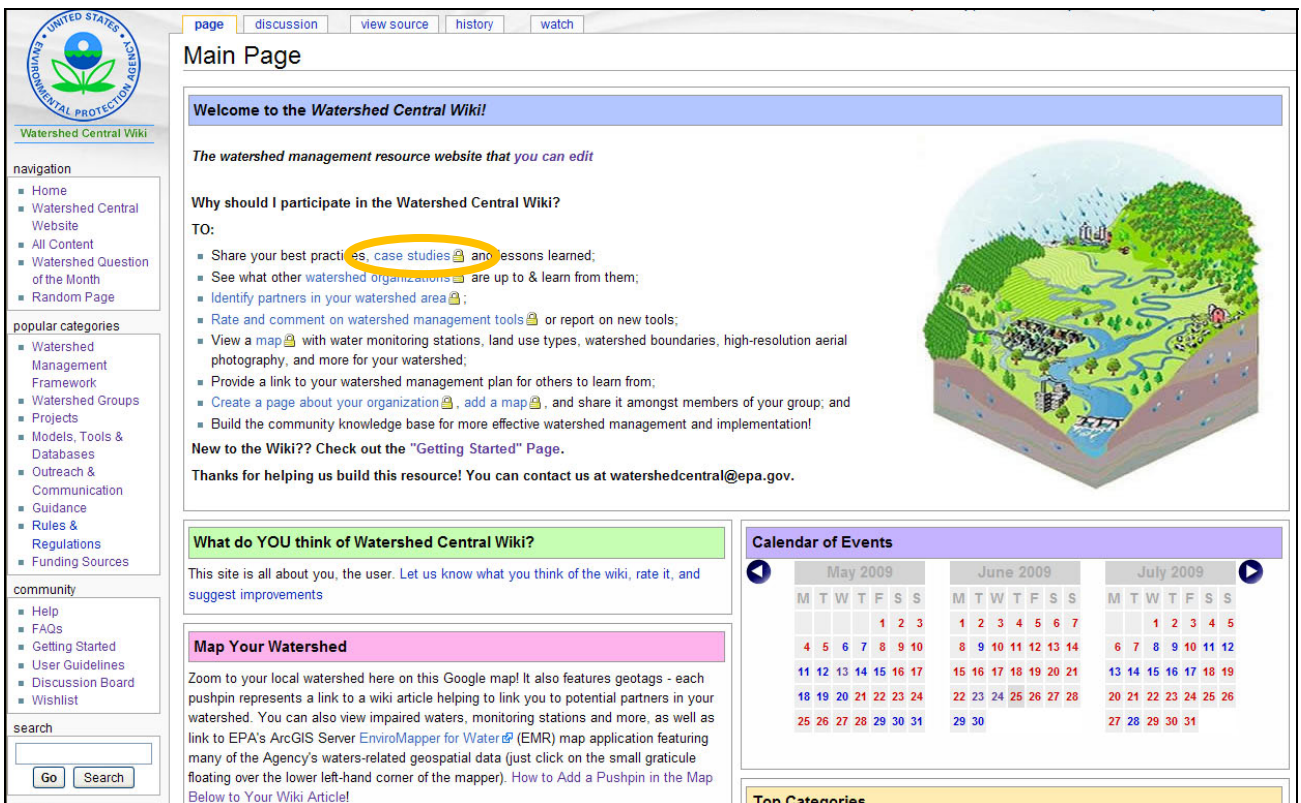 UNITED STATES
ENVIRONMENTAL PROTECTION AGENCY
Watershed Central Wiki
navigation
Home
Watershed Central
Website
All Content
Watershed Question
of the Month
Random Page
popular categories
Watershed
Management
Framework
Watershed Groups
Projects
Models, Tools &
Databases
Outreach &
Communication
Guidance
Rules &
Regulations
Funding Sources
community
Help
FAQs
Getting Started
User Guidelines
Discussion Board
Wishlist
search
Go Search
page discussion view source history watch
Main Page
Welcome to the Watershed Central Wiki!
The watershed management resource website that you can edit
Why should I participate in the Watershed Central Wiki?
TO:
Share your best practices, case studies and lessons learned;
See what other watershed organizations are up to & learn from them;
Identify partners in your watershed area;
Rate and comment on watershed management tools or report on new tools;
View a map with water monitoring stations, land use types, watershed boundaries, high-resolution aerial
photography, and more for your watershed;
Provide a link to your watershed management plan for others to learn from;
Create a page about your organization, add a map, and share it amongst members of your group; and
Build the community knowledge base for more effective watershed management and implementation!
New to the Wiki?? Check out the "Getting Started" Page.
Thanks for helping us build this resource! You can contact us at watershedcentral@epa.gov.
What do YOU think of Watershed Central Wiki?
This site is all about you, the user. Let us know what you think of the wiki, rate it, and
suggest improvements
Map Your Watershed
Zoom to your local watershed here on this Google map! It also features geotags - each
pushpin represents a link to a wiki article helping to link you to potential partners in your
watershed. You can also view impaired waters, monitoring stations and more, as well as
link to EPA's ArcGIS Server EnviroMapper for Water (EMR) map application featuring
many of the Agency's waters-related geospatial data (just click on the small graticule
floating over the lower left-hand corner of the mapper). How to Add a Pushpin in the Map
Below to Your Wiki Article!
Calendar of Events
May 2009
M T W T F S S
1 2 3
4 5 6 7 8 9 10
11 12 13 14 15 16 17
18 19 20 21 22 23 24
25 26 27 28 29 30 31
June 2009
M T W T F S S
1 2 3 4 5 6 7
8 9 10 11 12 13 14
15 16 17 18 19 20 21
22 23 24 25 26 27 28
29 30
July 2009
M T W T F S S
1 2 3 4 5
6 7 8 9 10 11 12
13 14 15 16 17 18 19
20 21 22 23 24 25 26
27 28 29 30 31
Top Categories